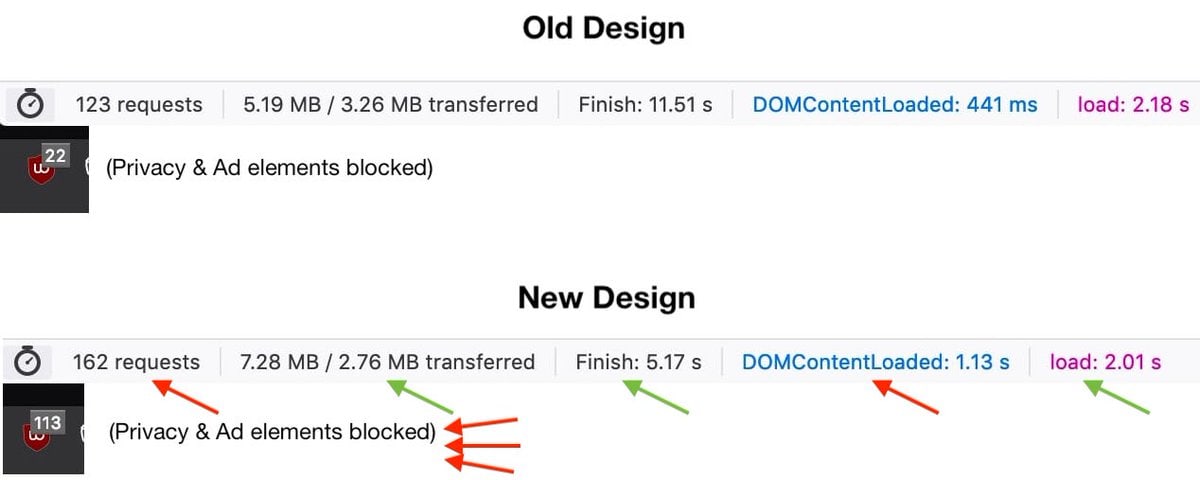 Old Design
123 requests 5.19 MB / 3.26 MB transferred Finish: 11.51 s DOMContentLoaded: 441 ms load: 2.18 s
22
(Privacy & Ad elements blocked)
New Design
162 requests 7.28 MB / 2.76 MB transferred Finish: 5.17 s DOMContentLoaded: 1.13 s load: 2.01 s
113
(Privacy & Ad elements blocked)